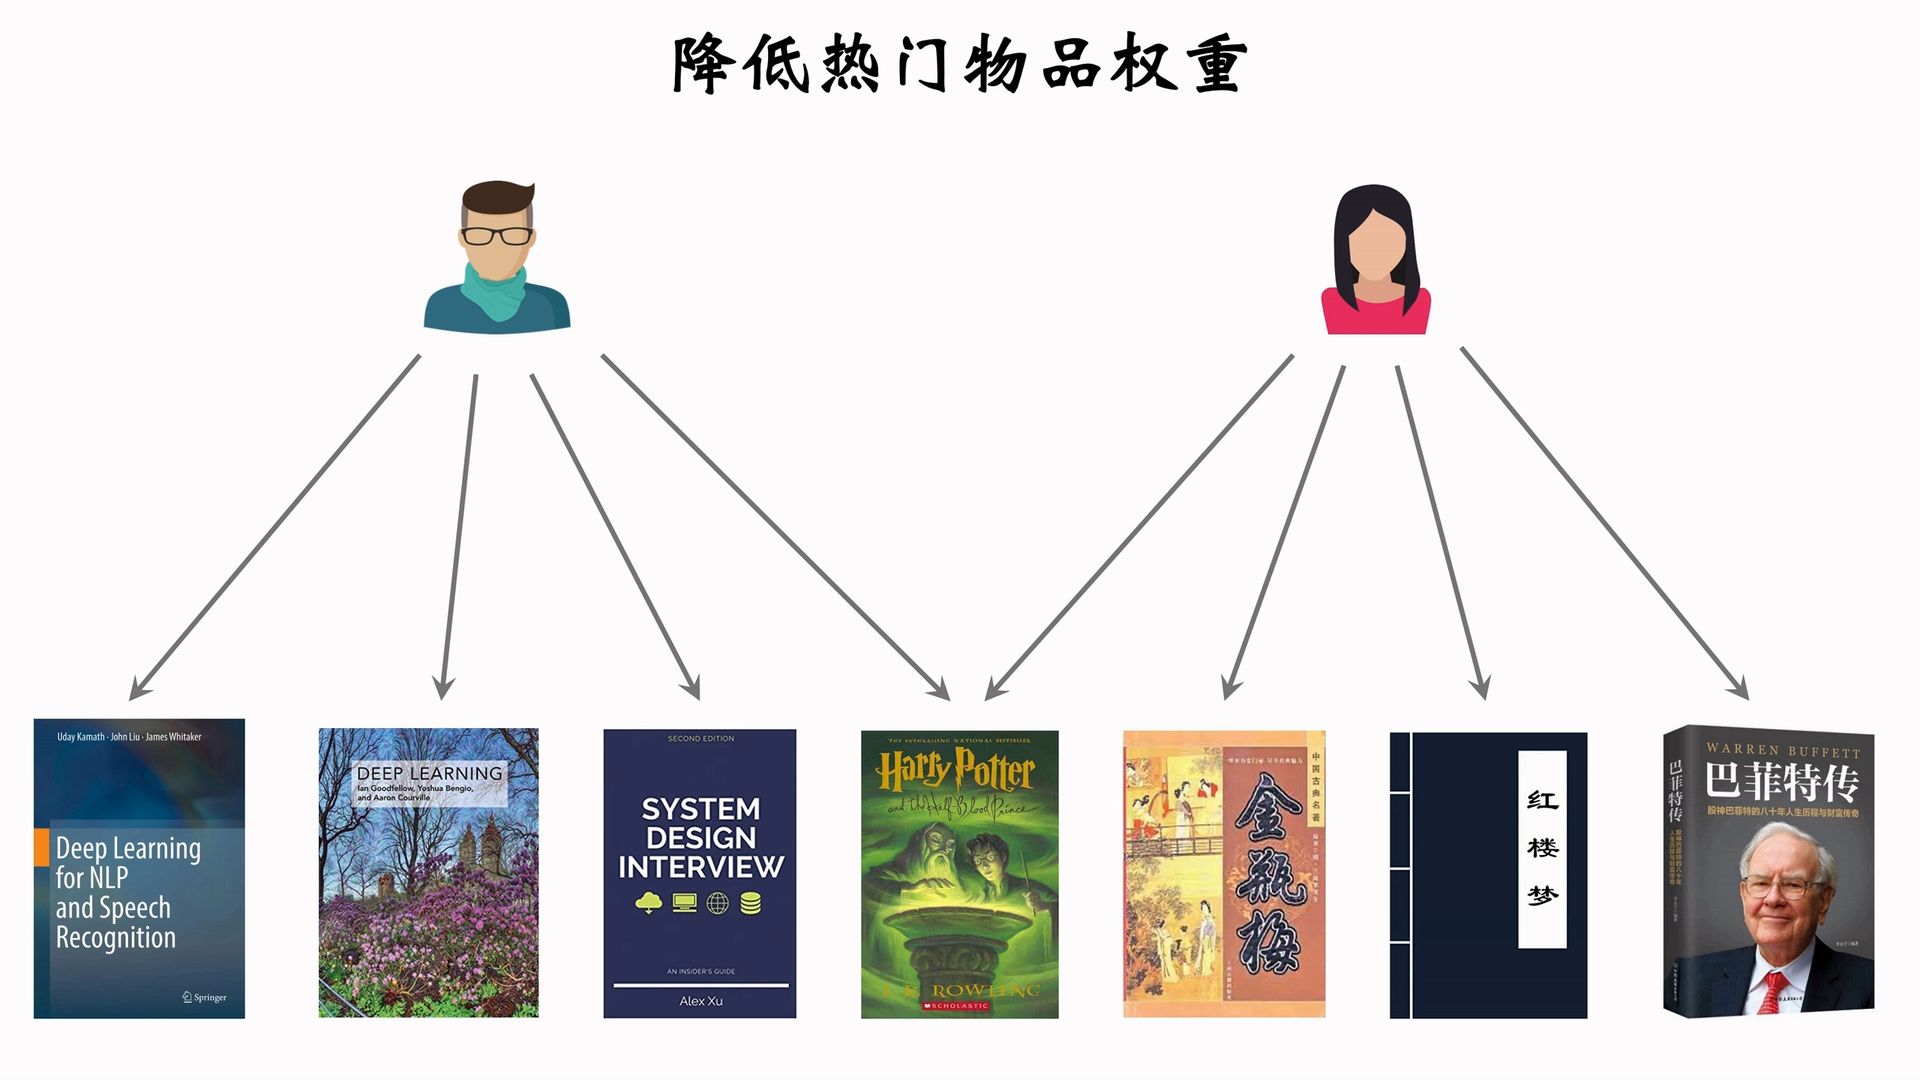 降低热门物品权重
Uday Kamath · John Liu · James Whitaker
Deep Learning
for NLP
and Speech
Recognition
Springer
DEEP LEARNING
Ian Goodfellow, Yoshua Bengio,
and Aaron Courville
SECOND EDITION
SYSTEM
DESIGN
INTERVIEW
AN INSIDER'S GUIDE
Alex Xu
THE ENTHRALLING NATIONAL BESTSELLER
Harry Potter
and the Half-Blood Prince
J. K. ROWLING
SCHOLASTIC
中国古典名著
金瓶梅
红楼梦
巴菲特传
WARREN BUFFETT
巴菲特传
股神巴菲特的八十年人生历程与财富传奇